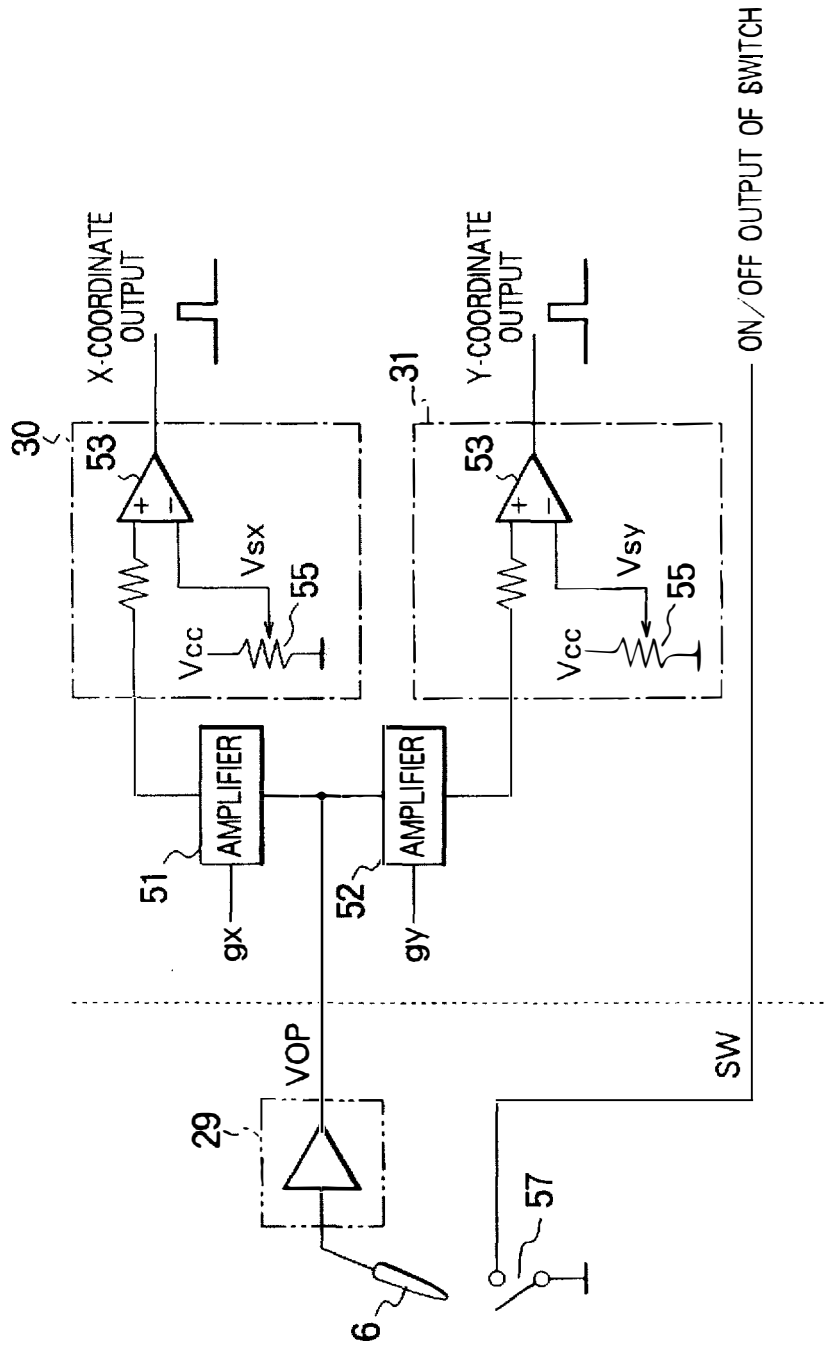 30
53
X-COORDINATE
OUTPUT
+
−
Vsx
Vcc
55
51
AMPLIFIER
gx
29
VOP
6
31
53
Y-COORDINATE
OUTPUT
+
−
Vsy
Vcc
55
52
AMPLIFIER
gy
57
SW
ON/OFF OUTPUT OF SWITCH